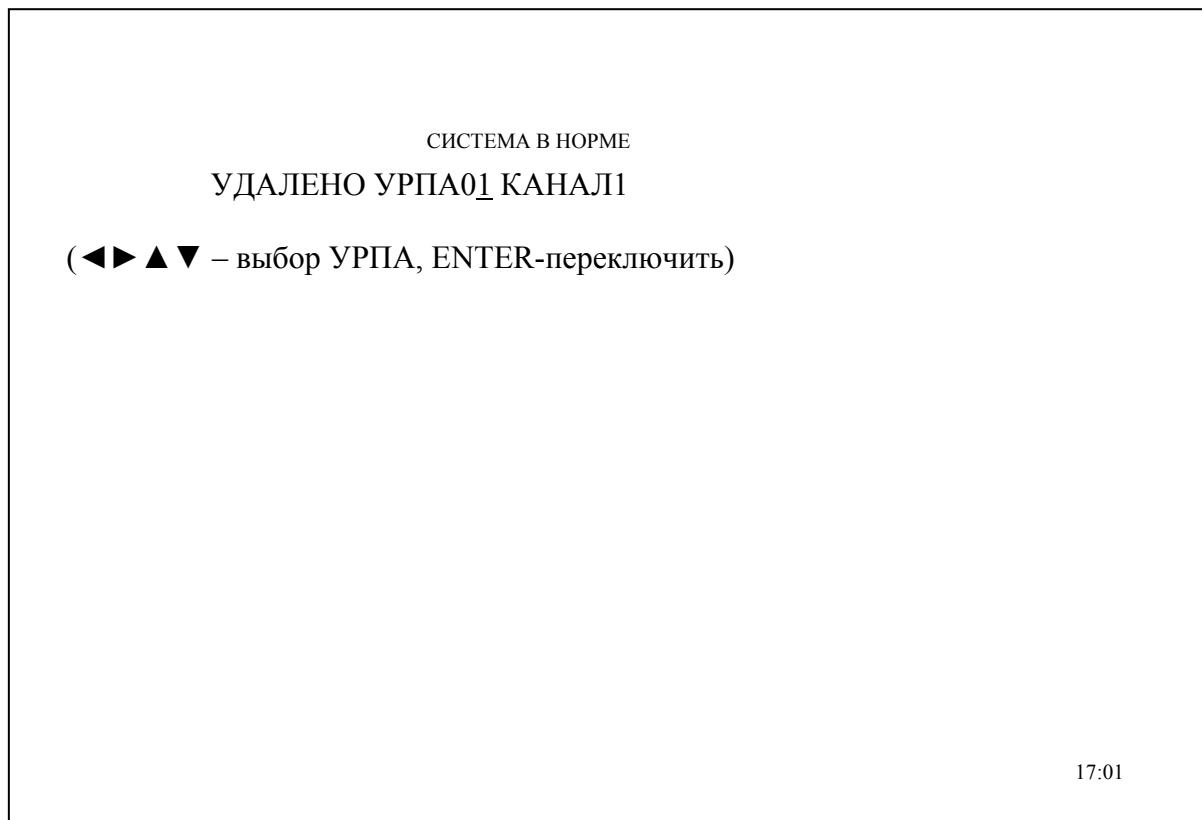 СИСТЕМА В НОРМЕ
УДАЛЕНО УРПА01 КАНАЛ1
(◄► ▲ ▼ – выбор УРПА, ENTER-переключить)
17:01